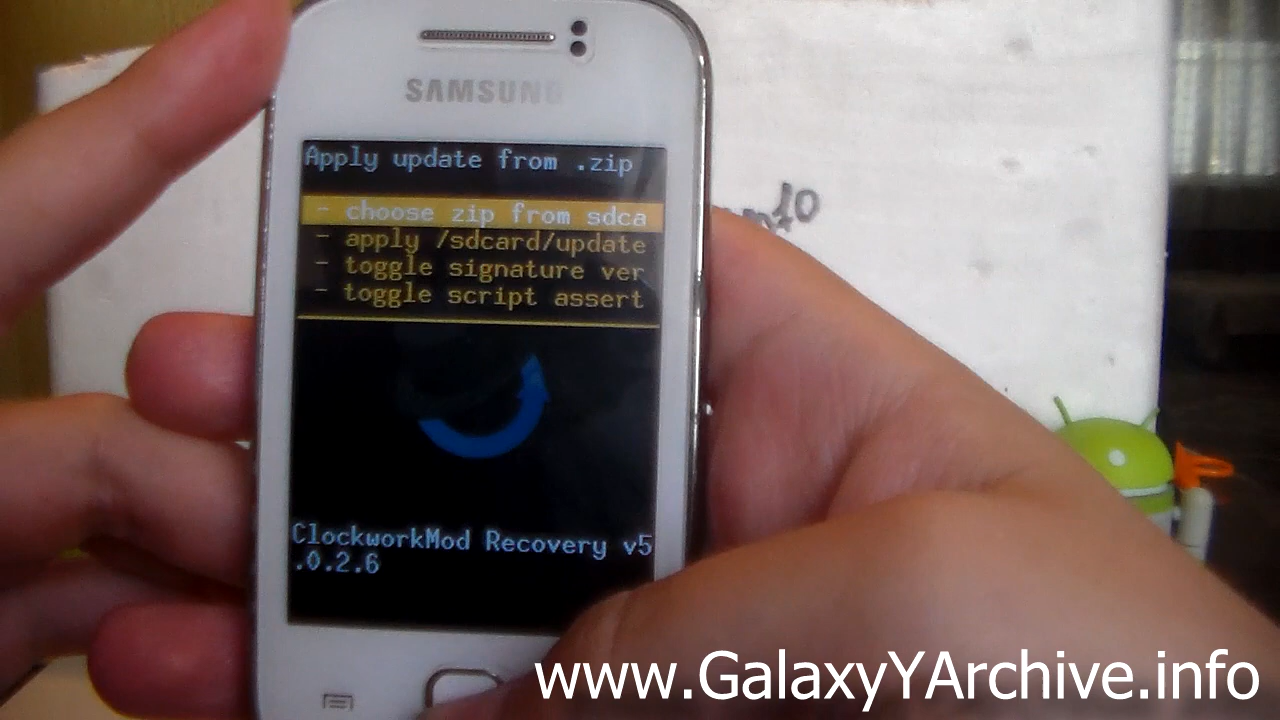 SAMSUNG
Apply update from .zip
- choose zip from sdca
- apply /sdcard/update
- toggle signature ver
- toggle script assert
ClockworkMod Recovery v5
.0.2.6
www.GalaxyYArchive.info